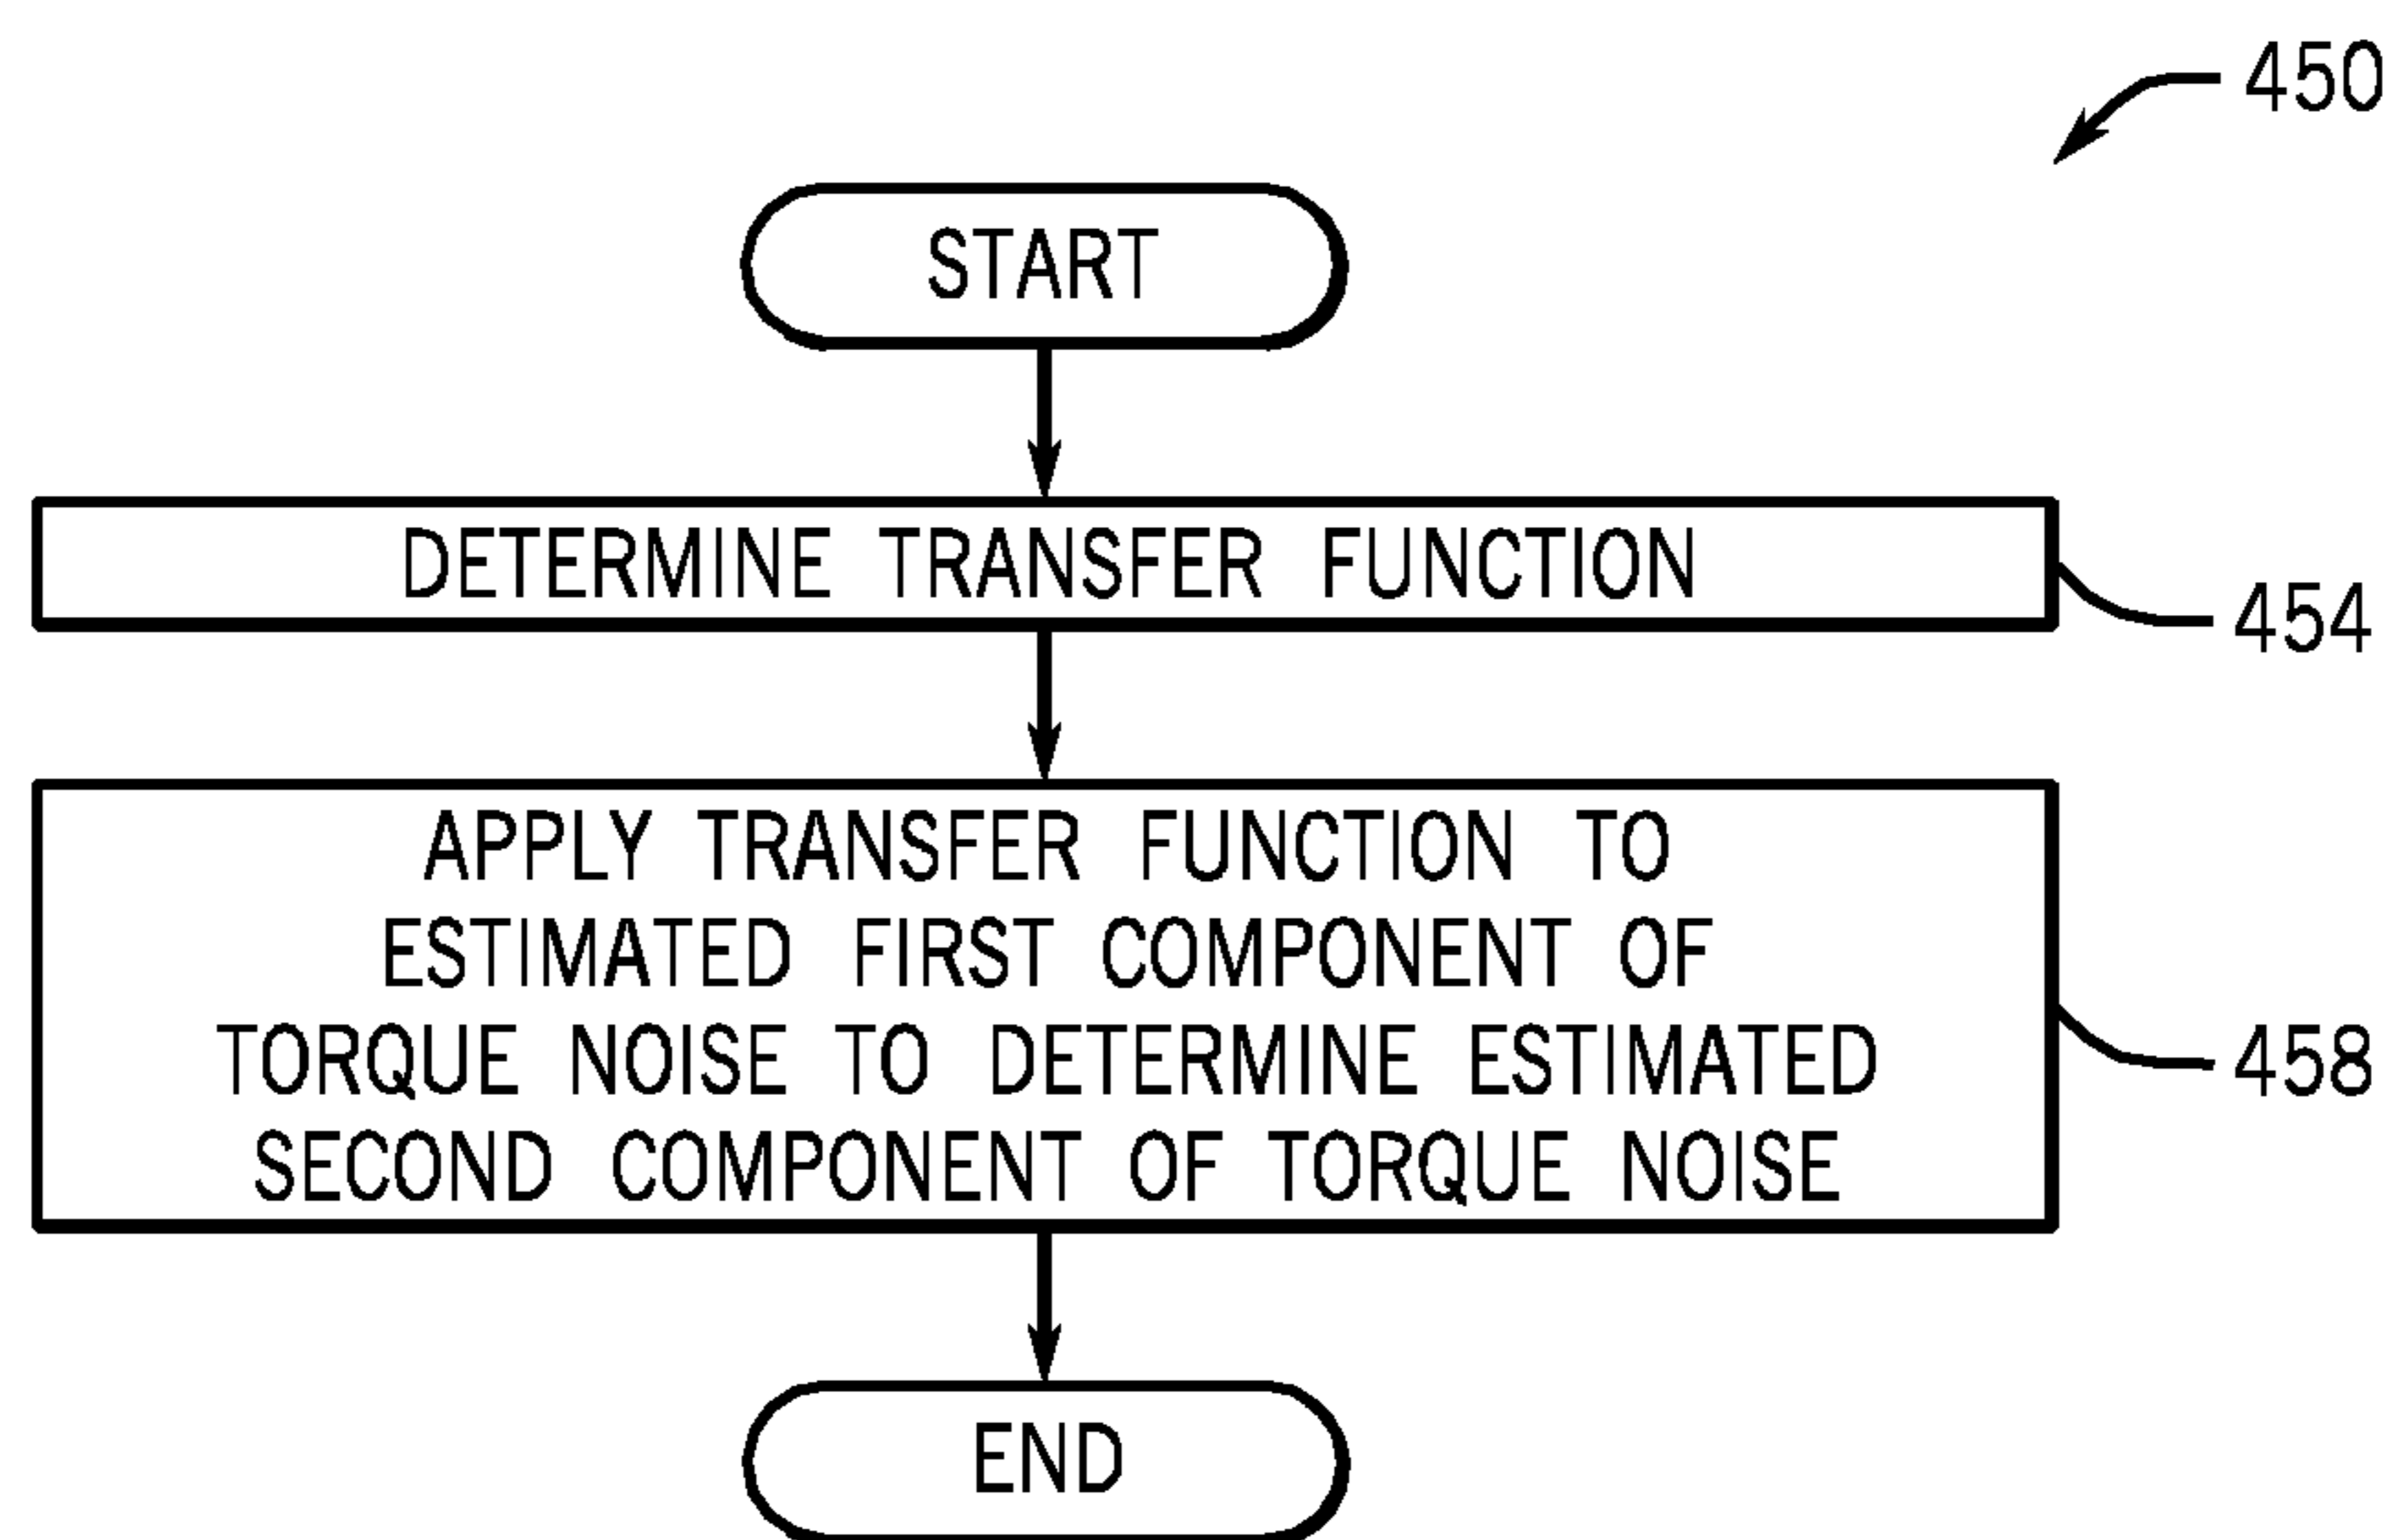 450
START
DETERMINE TRANSFER FUNCTION
454
APPLY TRANSFER FUNCTION TO
ESTIMATED FIRST COMPONENT OF
TORQUE NOISE TO DETERMINE ESTIMATED
SECOND COMPONENT OF TORQUE NOISE
458
END